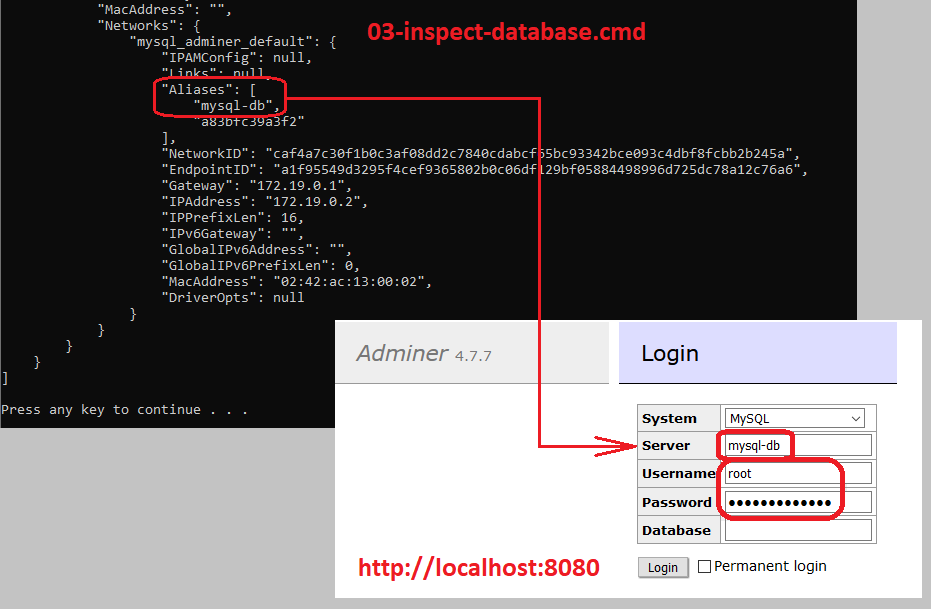 "MacAddress": "",
"Networks": {
"mysql_adminer_default": {
"IPAMConfig": null,
"Links": null,
"Aliases": [
"mysql-db",
"a83bfc39a3f2"
],
"NetworkID": "caf4a7c30f1b0c3af08dd2c7840cdabcf65bc93342bce093c4dbf8fcbb2b245a",
"EndpointID": "a1f95549d3295f4cef9365802b0c06df129bf05884498996d725dc78a12c76a6",
"Gateway": "172.19.0.1",
"IPAddress": "172.19.0.2",
"IPPrefixLen": 16,
"IPv6Gateway": "",
"GlobalIPv6Address": "",
"GlobalIPv6PrefixLen": 0,
"MacAddress": "02:42:ac:13:00:02",
"DriverOpts": null
}
}
}
}
]
Press any key to continue . . .
03-inspect-database.cmd
Adminer 4.7.7
Login
System MySQL
Server mysql-db
Username root
Password ●●●●●●●●●●●●●
Database
Login Permanent login
http://localhost:8080